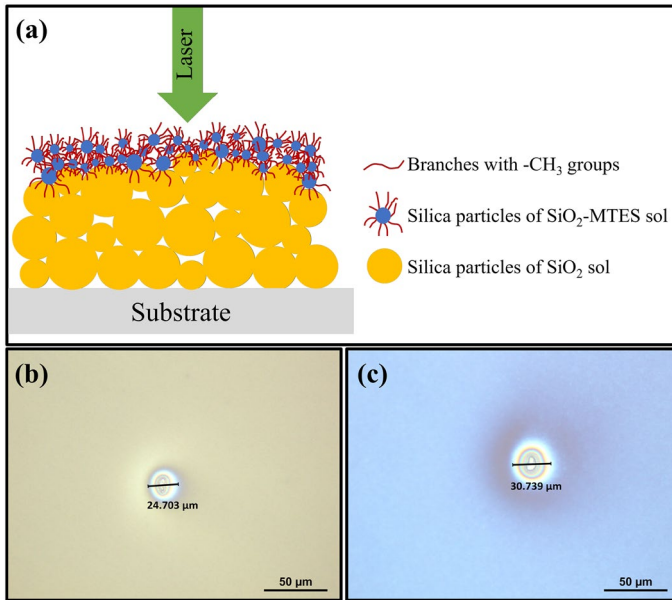 (a)
Laser
Branches with -CH₃ groups
Silica particles of SiO₂-MTES sol
Silica particles of SiO₂ sol
Substrate
(b)
24.703 μm
50 μm
(c)
30.739 μm
50 μm